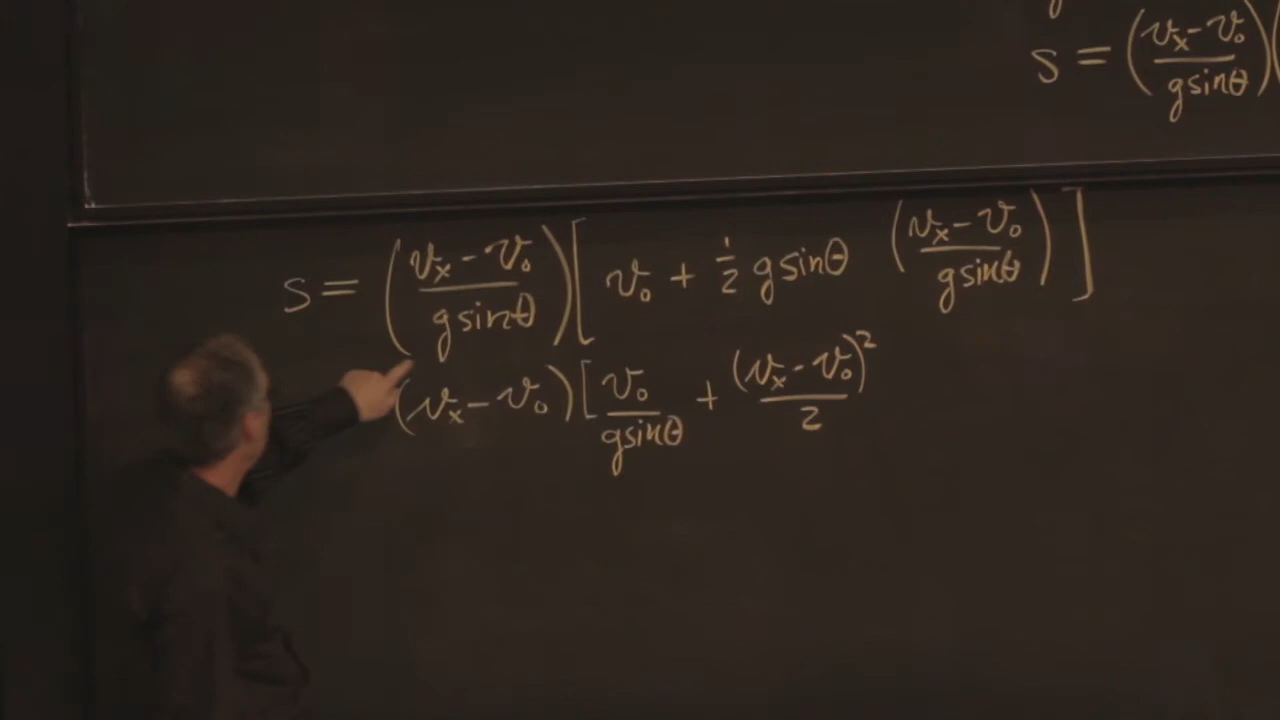 s = (vₓ - v₀ / g sinθ)(
s = (vₓ - v₀ / g sinθ)[v₀ + ½ g sinθ (vₓ - v₀ / g sinθ)]
(vₓ - v₀)[v₀ / g sinθ + (vₓ - v₀)² / 2